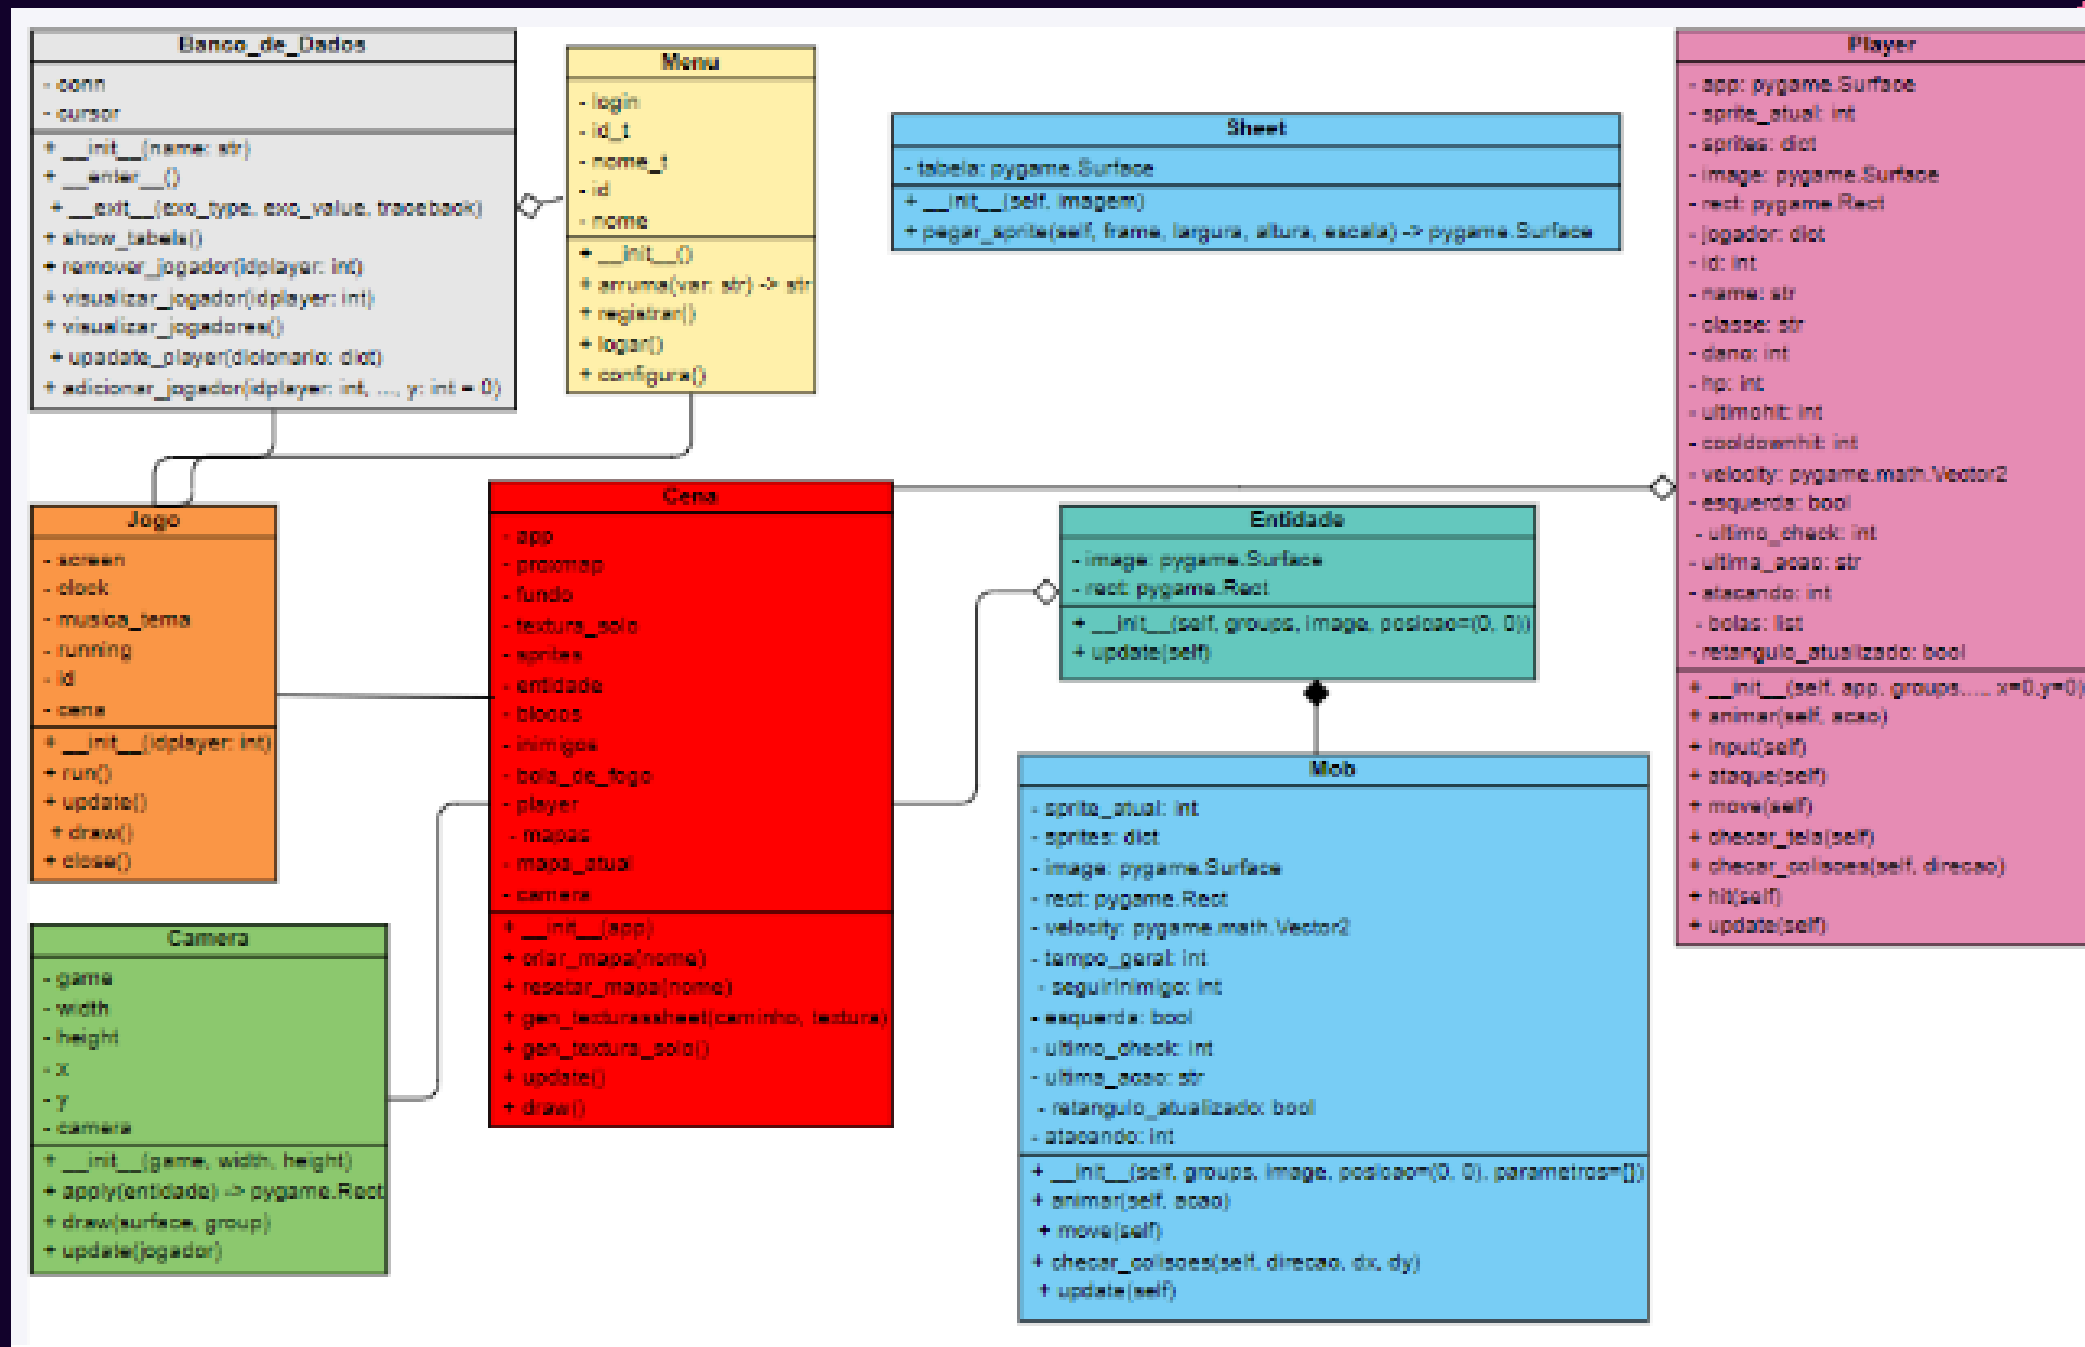 Banco_de_Dados
- conn
- cursor
+ __init__(name: str)
+ __enter__()
+ __exit__(exc_type, exc_value, traceback)
+ show_tabels()
+ remover_jogador(idplayer: int)
+ visualizar_jogador(idplayer: int)
+ visualizar_jogadores()
+ upadate_player(dicionario: dict)
+ adicionar_jogador(idplayer: int, ..., y: int = 0)
Menu
- login
- id_t
- nome_t
- id
- nome
+ __init__()
+ arruma(var: str) -> str
+ registrar()
+ logar()
+ configura()
Sheet
- tabela: pygame.Surface
+ __init__(self, imagem)
+ pegar_sprite(self, frame, largura, altura, escala) -> pygame.Surface
Player
- app: pygame.Surface
- sprite_atual: int
- sprites: dict
- image: pygame.Surface
- rect: pygame.Rect
- jogador: dict
- id: int
- name: str
- classe: str
- dano: int
- hp: int
- ultimohit: int
- cooldownhit: int
- velocity: pygame.math.Vector2
- esquerda: bool
- ultimo_check: int
- ultima_acao: str
- atacando: int
- bolas: list
- retangulo_atualizado: bool
+ __init__(self, app, groups,..., x=0,y=0)
+ animar(self, acao)
+ input(self)
+ ataque(self)
+ move(self)
+ checar_tela(self)
+ checar_colisoes(self, direcao)
+ hit(self)
+ update(self)
Jogo
- screen
- clock
- musica_tema
- running
- id
- cena
+ __init__(idplayer: int)
+ run()
+ update()
+ draw()
+ close()
Cena
- app
- proxmap
- fundo
- textura_solo
- sprites
- entidade
- blocos
- inimigos
- bola_de_fogo
- player
- mapas
- mapa_atual
- camera
+ __init__(app)
+ criar_mapa(nome)
+ resetar_mapa(nome)
+ gen_texturassheet(caminho, textura)
+ gen_textura_solo()
+ update()
+ draw()
Entidade
- image: pygame.Surface
- rect: pygame.Rect
+ __init__(self, groups, image, posicao=(0, 0))
+ update(self)
Mob
- sprite_atual: int
- sprites: dict
- image: pygame.Surface
- rect: pygame.Rect
- velocity: pygame.math.Vector2
- tempo_geral: int
- seguirinimigo: int
- esquerda: bool
- ultimo_check: int
- ultima_acao: str
- retangulo_atualizado: bool
- atacando: int
+ __init__(self, groups, image, posicao=(0, 0), parametros={})
+ animar(self, acao)
+ move(self)
+ checar_colisoes(self, direcao, dx, dy)
+ update(self)
Camera
- game
- width
- height
- x
- y
- camera
+ __init__(game, width, height)
+ apply(entidade) -> pygame.Rect
+ draw(surface, group)
+ update(jogador)